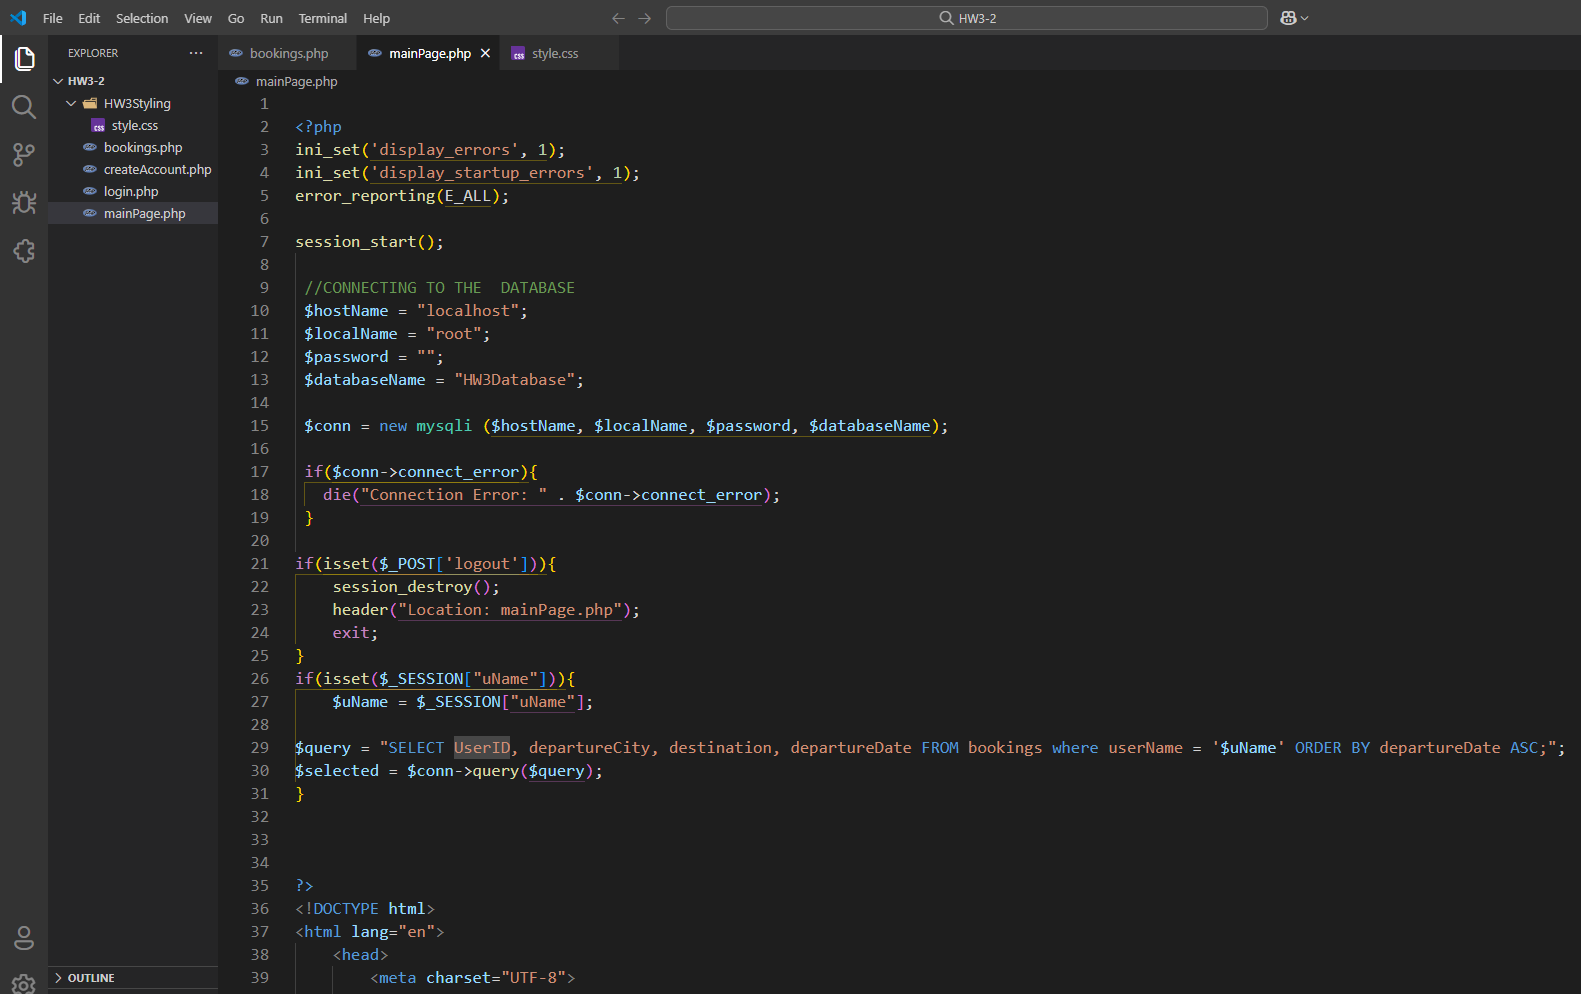 File Edit Selection View Go Run Terminal Help
HW3-2
EXPLORER ···
HW3-2
HW3Styling
style.css
bookings.php
createAccount.php
login.php
mainPage.php
OUTLINE
bookings.php mainPage.php style.css
mainPage.php
1
2 <?php
3 ini_set('display_errors', 1);
4 ini_set('display_startup_errors', 1);
5 error_reporting(E_ALL);
6
7 session_start();
8
9 //CONNECTING TO THE  DATABASE
10 $hostName = "localhost";
11 $localName = "root";
12 $password = "";
13 $databaseName = "HW3Database";
14
15 $conn = new mysqli ($hostName, $localName, $password, $databaseName);
16
17 if($conn->connect_error){
18 die("Connection Error: " . $conn->connect_error);
19 }
20
21 if(isset($_POST['logout'])){
22 session_destroy();
23 header("Location: mainPage.php");
24 exit;
25 }
26 if(isset($_SESSION["uName"])){
27 $uName = $_SESSION["uName"];
28
29 $query = "SELECT UserID, departureCity, destination, departureDate FROM bookings where userName = '$uName' ORDER BY departureDate ASC;";
30 $selected = $conn->query($query);
31 }
32
33
34
35 ?>
36 <!DOCTYPE html>
37 <html lang="en">
38 <head>
39 <meta charset="UTF-8">